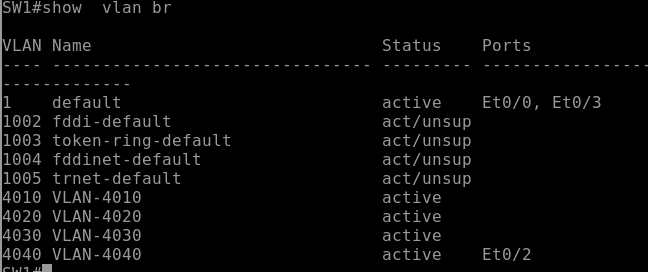 SW1#show  vlan br
VLAN Name                             Status    Ports
---- -------------------------------- --------- -----------------
-------------
1    default                          active    Et0/0, Et0/3
1002 fddi-default                     act/unsup
1003 token-ring-default               act/unsup
1004 fddinet-default                  act/unsup
1005 trnet-default                    act/unsup
4010 VLAN-4010                        active
4020 VLAN-4020                        active
4030 VLAN-4030                        active
4040 VLAN-4040                        active    Et0/2
SW1#